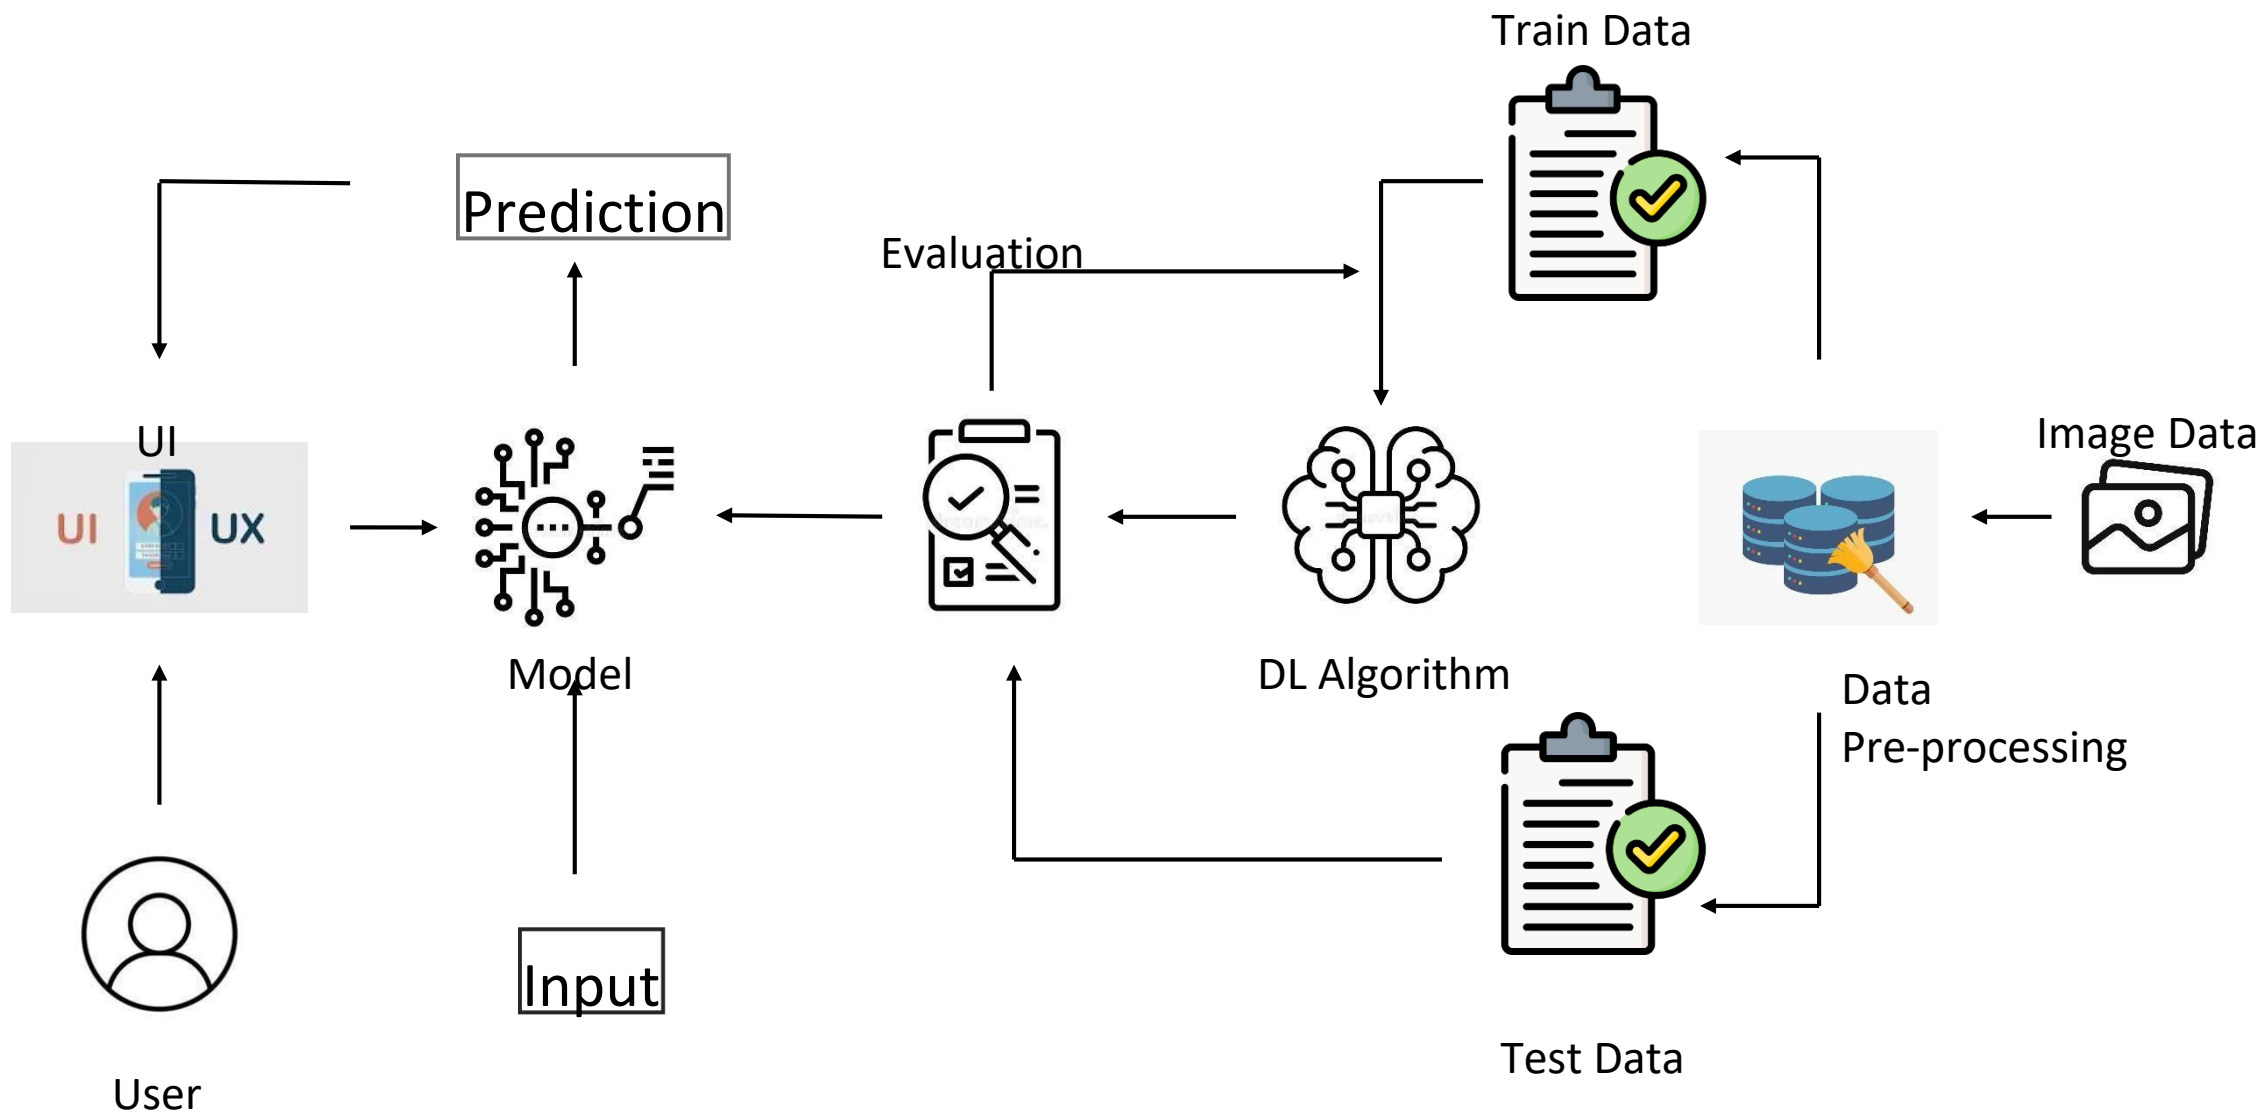 Train Data
Prediction
Evaluation
UI
Image Data
UI
UX
Model
DL Algorithm
Data
Pre-processing
Input
Test Data
User